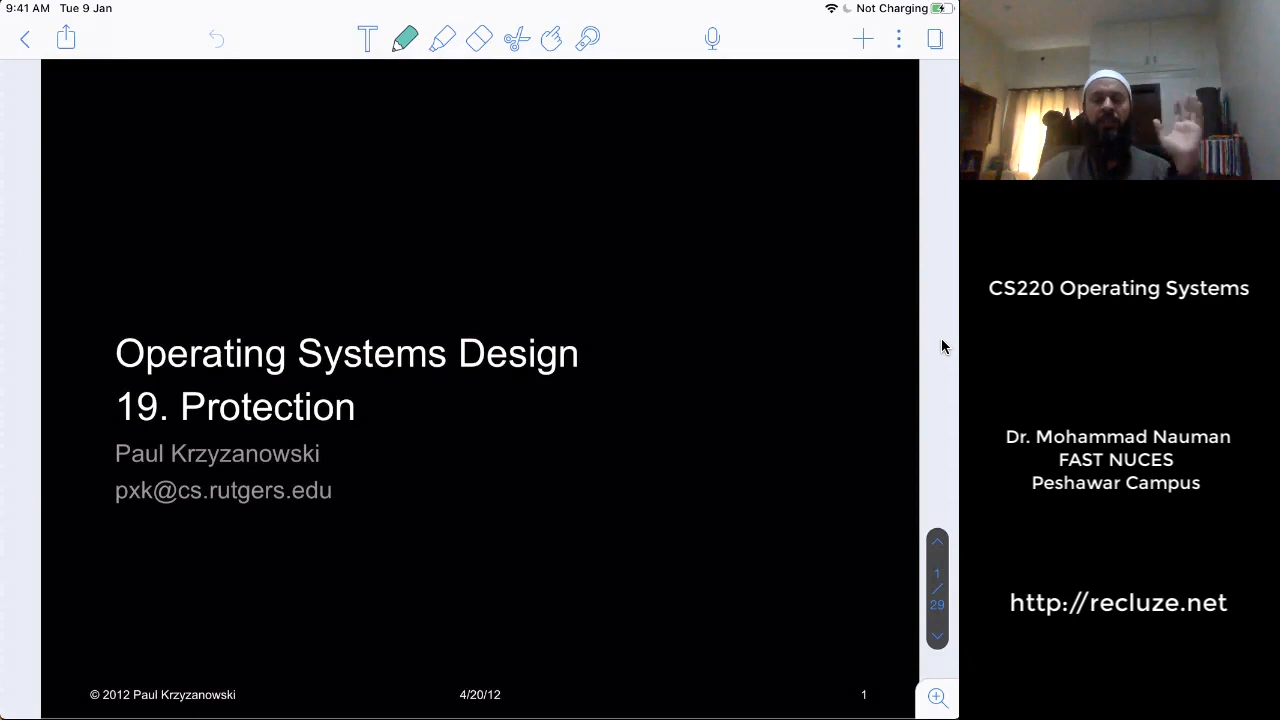 9:41 AM Tue 9 Jan
Not Charging
T
Operating Systems Design
19. Protection
Paul Krzyzanowski
pxk@cs.rutgers.edu
1
/
29
© 2012 Paul Krzyzanowski
4/20/12
1
CS220 Operating Systems
Dr. Mohammad Nauman
FAST NUCES
Peshawar Campus
http://recluze.net